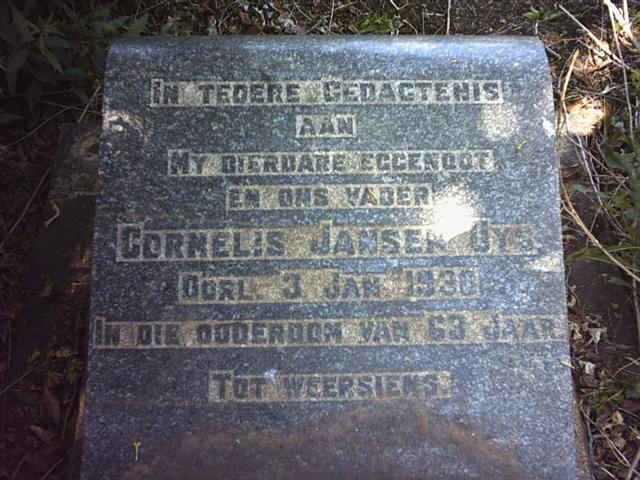 In tedere Gedagtenis
aan
My dierbare eggenoot
en ons vader
Cornelis Jansen Uys.
Oorl. 3 Jan. 1930
In die ouderdom van 63 Jaar
Tot weersiens.